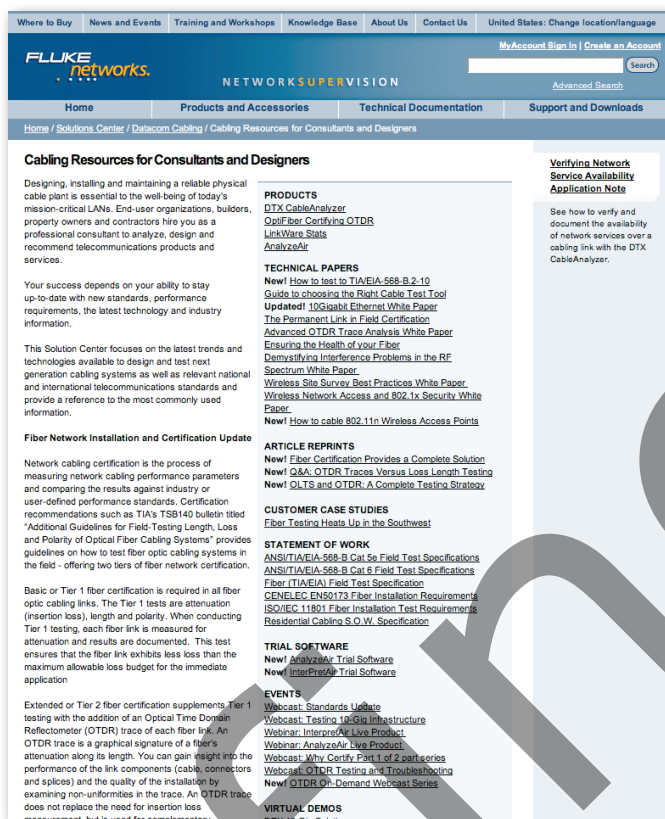 Where to Buy News and Events Training and Workshops Knowledge Base About Us Contact Us United States: Change location/language
MyAccount Sign In | Create an Account
FLUKE
networks.
Search
NETWORKSUPERVISION
Advanced Search
Home Products and Accessories Technical Documentation Support and Downloads
Home / Solutions Center / Datacom Cabling / Cabling Resources for Consultants and Designers
Cabling Resources for Consultants and Designers
Designing, installing and maintaining a reliable physical
cable plant is essential to the well-being of today's
mission-critical LANs. End-user organizations, builders,
property owners and contractors hire you as a
professional consultant to analyze, design and
recommend telecommunications products and
services.
Your success depends on your ability to stay
up-to-date with new standards, performance
requirements, the latest technology and industry
information.
This Solution Center focuses on the latest trends and
technologies available to design and test next
generation cabling systems as well as relevant national
and international telecommunications standards and
provide a reference to the most commonly used
information.
Fiber Network Installation and Certification Update
Network cabling certification is the process of
measuring network cabling performance parameters
and comparing the results against industry or
user-defined performance standards. Certification
recommendations such as TIA's TSB140 bulletin titled
"Additional Guidelines for Field-Testing Length, Loss
and Polarity of Optical Fiber Cabling Systems" provides
guidelines on how to test fiber optic cabling systems in
the field - offering two tiers of fiber network certification.
Basic or Tier 1 fiber certification is required in all fiber
optic cabling links. The Tier 1 tests are attenuation
(insertion loss), length and polarity. When conducting
Tier 1 testing, each fiber link is measured for
attenuation and results are documented. This test
ensures that the fiber link exhibits less loss than the
maximum allowable loss budget for the immediate
application
Extended or Tier 2 fiber certification supplements Tier 1
testing with the addition of an Optical Time Domain
Reflectometer (OTDR) trace of each fiber link. An
OTDR trace is a graphical signature of a fiber's
attenuation along its length. You can gain insight into the
performance of the link components (cable, connectors
and splices) and the quality of the installation by
examining non-uniformities in the trace. An OTDR trace
does not replace the need for insertion loss
PRODUCTS
DTX CableAnalyzer
OptiFiber Certifying OTDR
LinkWare Stats
AnalyzeAir
TECHNICAL PAPERS
New! How to test to TIA/EIA-568-B.2-10
Guide to choosing the Right Cable Test Tool
Updated! 10Gigabit Ethernet White Paper
The Permanent Link in Field Certification
Advanced OTDR Trace Analysis White Paper
Ensuring the Health of your Fiber
Demystifying Interference Problems in the RF
Spectrum White Paper
Wireless Site Survey Best Practices White Paper
Wireless Network Access and 802.1x Security White
Paper
New! How to cable 802.11n Wireless Access Points
ARTICLE REPRINTS
New! Fiber Certification Provides a Complete Solution
New! Q&A: OTDR Traces Versus Loss Length Testing
New! OLTS and OTDR: A Complete Testing Strategy
CUSTOMER CASE STUDIES
Fiber Testing Heats Up in the Southwest
STATEMENT OF WORK
ANSI/TIA/EIA-568-B Cat 5e Field Test Specifications
ANSI/TIA/EIA-568-B Cat 6 Field Test Specifications
Fiber (TIA/EIA) Field Test Specification
CENELEC EN50173 Fiber Installation Requirements
ISO/IEC 11801 Fiber Installation Test Requirements
Residential Cabling S.O.W. Specification
TRIAL SOFTWARE
New! AnalyzeAir Trial Software
New! InterPretAir Trial Software
EVENTS
Webcast: Standards Update
Webcast: Testing 10-Gig Infrastructure
Webinar: InterpretAir Live Product
Webinar: AnalyzeAir Live Product
Webcast: Why Certify Part 1 of 2 part series
Webcast: OTDR Testing and Troubleshooting
New! OTDR On-Demand Webcast Series
VIRTUAL DEMOS
Verifying Network
Service Availability
Application Note
See how to verify and
document the availability
of network services over a
cabling link with the DTX
CableAnalyzer.